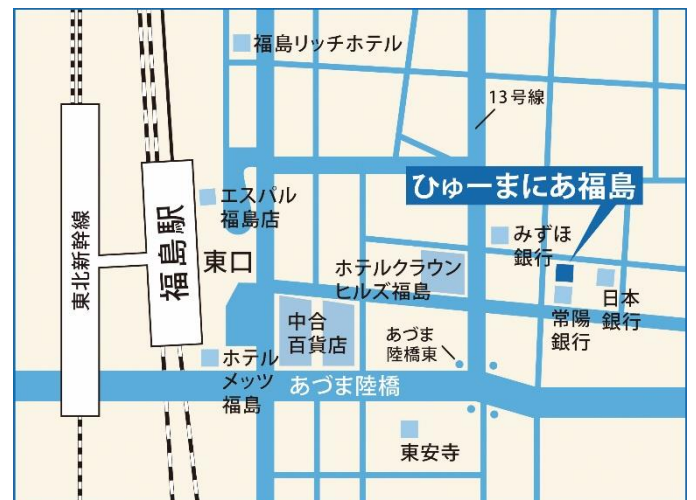 福島リッチホテル
13号線
ひゅーまにあ福島
エスパル
福島店
みずほ
銀行
東北新幹線
福島駅
東口
ホテルクラウン
ヒルズ福島
日本
銀行
常陽
銀行
中合
百貨店
あづま
陸橋東
ホテル
メッツ
福島
あづま陸橋
東安寺